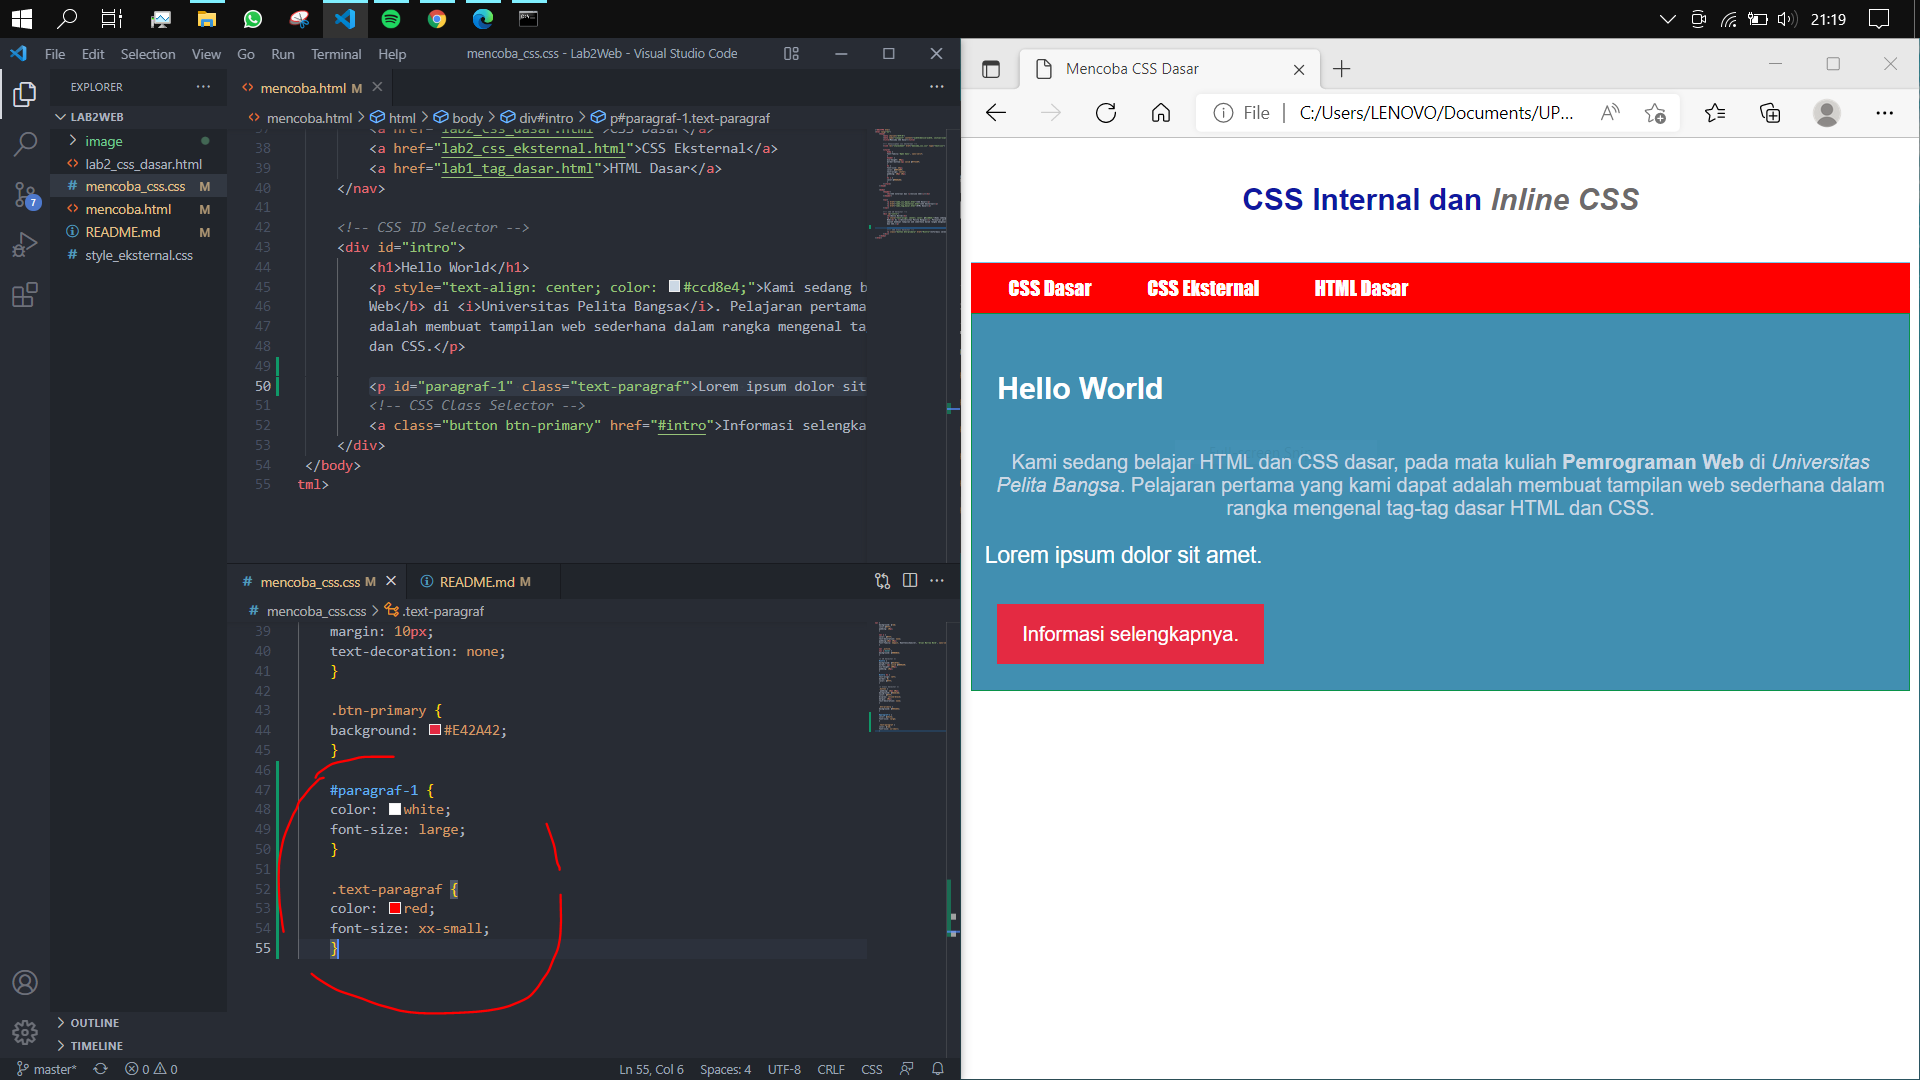 21:19
File Edit Selection View Go Run Terminal Help
mencoba_css.css - Lab2Web - Visual Studio Code
EXPLORER
LAB2WEB
image
lab2_css_dasar.html
mencoba_css.css M
mencoba.html M
README.md M
style_eksternal.css
7
OUTLINE
TIMELINE
mencoba.html M
mencoba.html > html > body > div#intro > p#paragraf-1.text-paragraf
37 <a href="lab2_css_dasar.html">CSS Dasar</a>
38 <a href="lab2_css_eksternal.html">CSS Eksternal</a>
39 <a href="lab1_tag_dasar.html">HTML Dasar</a>
40 </nav>
41
42 <!-- CSS ID Selector -->
43 <div id="intro">
44 <h1>Hello World</h1>
45 <p style="text-align: center; color: #ccd8e4;">Kami sedang b
46 Web</b> di <i>Universitas Pelita Bangsa</i>. Pelajaran pertama
47 adalah membuat tampilan web sederhana dalam rangka mengenal ta
48 dan CSS.</p>
49
50 <p id="paragraf-1" class="text-paragraf">Lorem ipsum dolor sit
51 <!-- CSS Class Selector -->
52 <a class="button btn-primary" href="#intro">Informasi selengka
53 </div>
54 </body>
55 tml>
mencoba_css.css M
README.md M
mencoba_css.css > .text-paragraf
39 margin: 10px;
40 text-decoration: none;
41 }
42
43 .btn-primary {
44 background: #E42A42;
45 }
46
47 #paragraf-1 {
48 color: white;
49 font-size: large;
50 }
51
52 .text-paragraf {
53 color: red;
54 font-size: xx-small;
55 }
master* 0 0
Ln 55, Col 6 Spaces: 4 UTF-8 CRLF CSS
Mencoba CSS Dasar
File C:/Users/LENOVO/Documents/UP...
CSS Internal dan Inline CSS
CSS Dasar CSS Eksternal HTML Dasar
Hello World
Kami sedang belajar HTML dan CSS dasar, pada mata kuliah Pemrograman Web di Universitas
Pelita Bangsa. Pelajaran pertama yang kami dapat adalah membuat tampilan web sederhana dalam
rangka mengenal tag-tag dasar HTML dan CSS.
Lorem ipsum dolor sit amet.
Informasi selengkapnya.